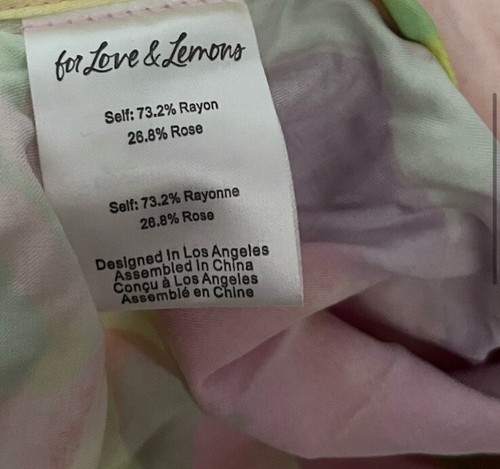 for Love & Lemons
Self: 73.2% Rayon
26.8% Rose
Self: 73.2% Rayonne
26.8% Rose
Designed In Los Angeles
Assembled in China
Conçu à Los Angeles
Assemblé en Chine